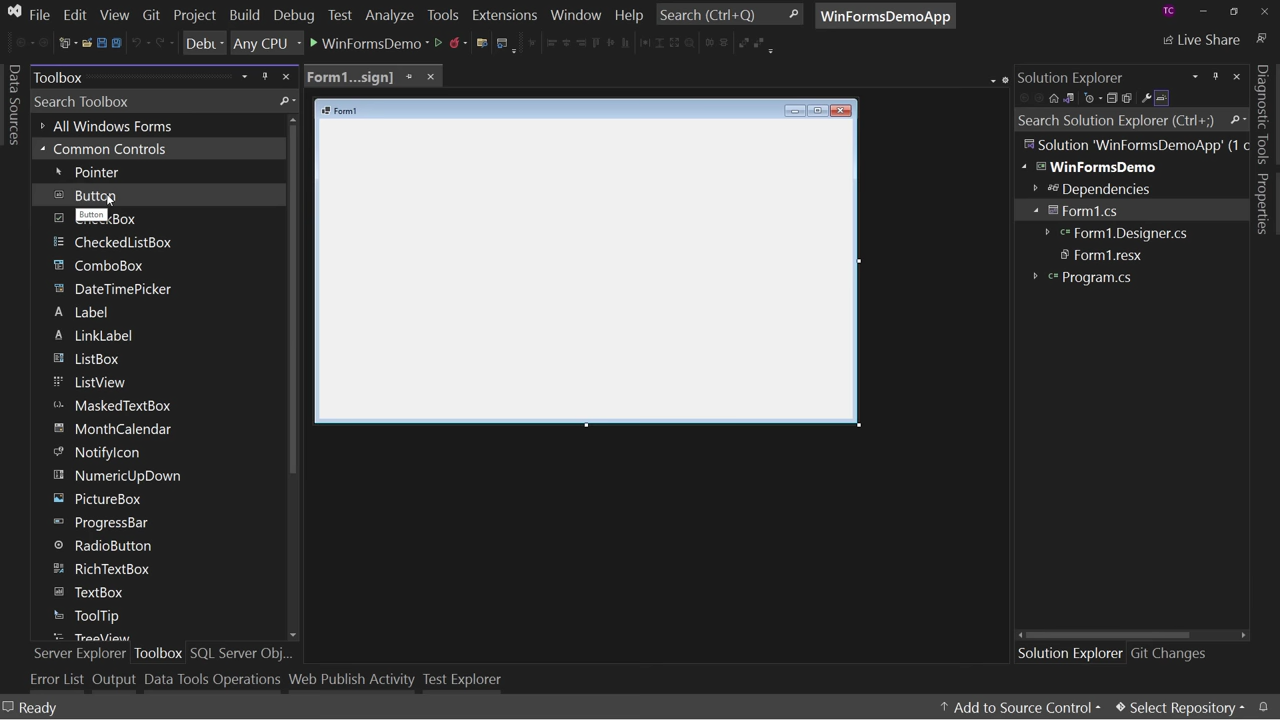 File Edit View Git Project Build Debug Test Analyze Tools Extensions Window Help Search (Ctrl+Q) WinFormsDemoApp TC
Debu Any CPU WinFormsDemo Live Share
Data Sources
Toolbox
Search Toolbox
All Windows Forms
Common Controls
Pointer
Button
Button
CheckBox
CheckedListBox
ComboBox
DateTimePicker
Label
LinkLabel
ListBox
ListView
MaskedTextBox
MonthCalendar
NotifyIcon
NumericUpDown
PictureBox
ProgressBar
RadioButton
RichTextBox
TextBox
ToolTip
TreeView
Server Explorer Toolbox SQL Server Obj...
Form1...sign]
Form1
Solution Explorer
Search Solution Explorer (Ctrl+;)
Solution 'WinFormsDemoApp' (1 o
WinFormsDemo
Dependencies
Form1.cs
Form1.Designer.cs
Form1.resx
Program.cs
Solution Explorer Git Changes
Diagnostic Tools Properties
Error List Output Data Tools Operations Web Publish Activity Test Explorer
Ready Add to Source Control Select Repository